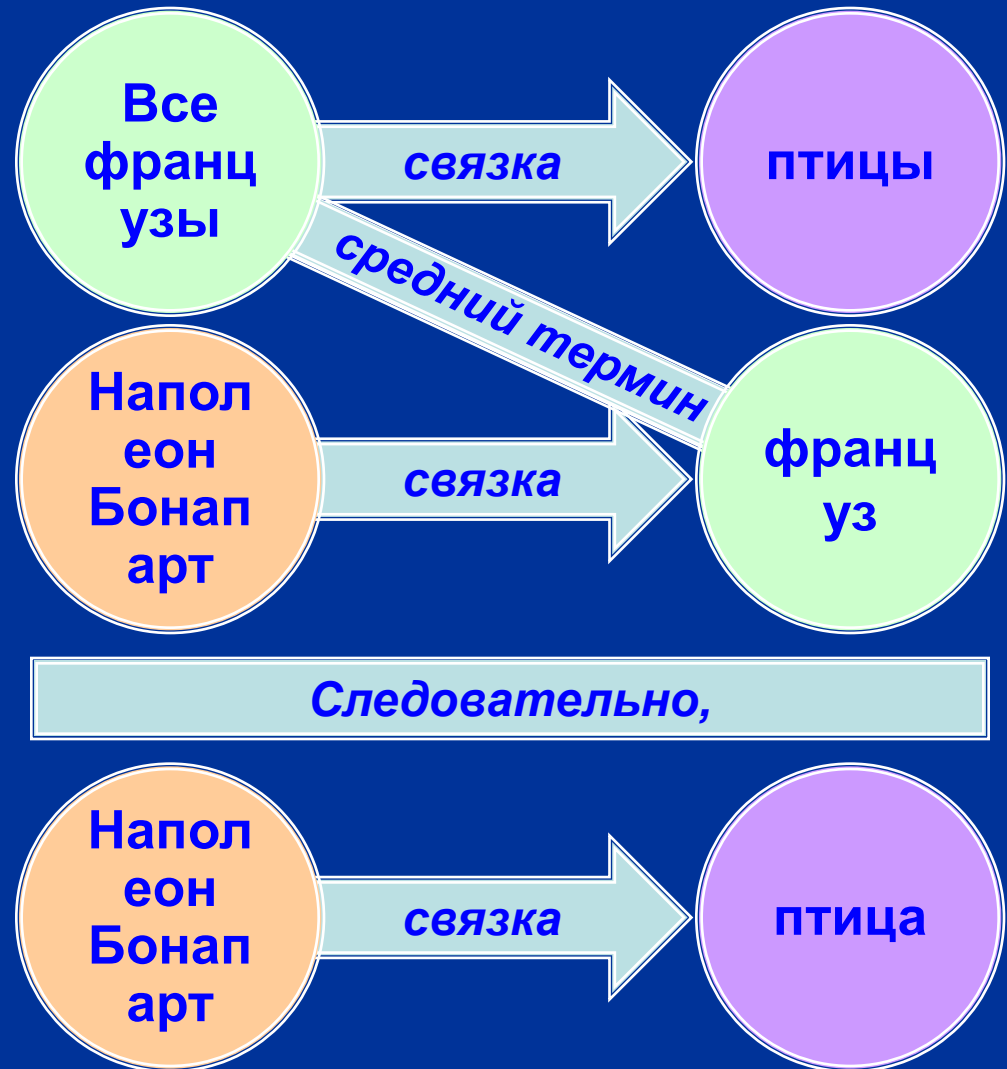 Все
франц
узы
связка
птицы
средний термин
Напол
еон
Бонап
арт
связка
франц
уз
Следовательно,
Напол
еон
Бонап
арт
связка
птица